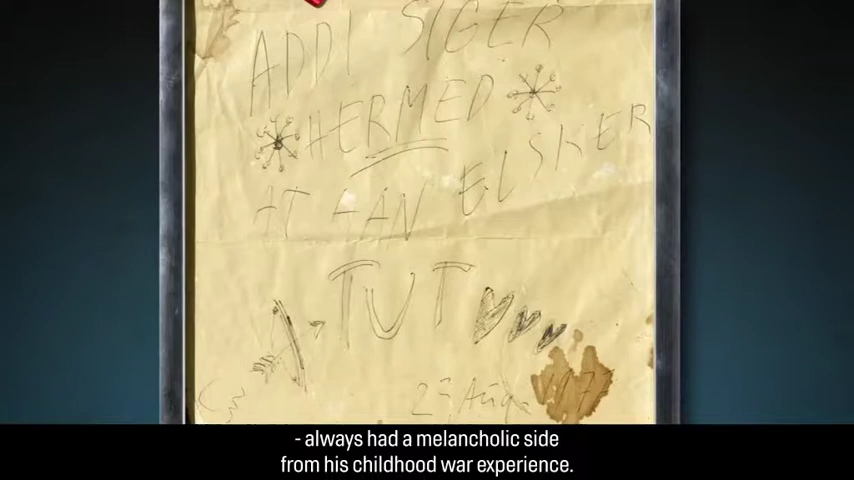 ADDI SIGER
HERMED
AT HAN ELSKER
TUT
- always had a melancholic side
from his childhood war experience.